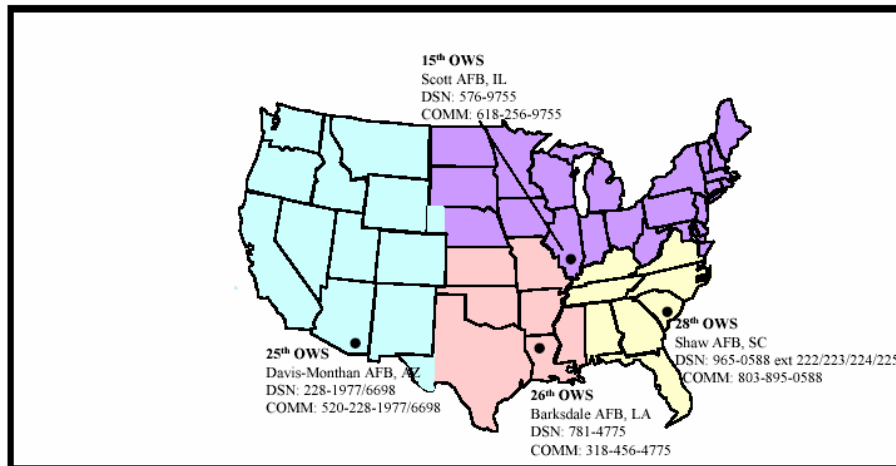 15th OWS
Scott AFB, IL
DSN: 576-9755
COMM: 618-256-9755
28th OWS
Shaw AFB, SC
DSN: 965-0588 ext 222/223/224/225
COMM: 803-895-0588
25th OWS
Davis-Monthan AFB, AZ
DSN: 228-1977/6698
COMM: 520-228-1977/6698
26th OWS
Barksdale AFB, LA
DSN: 781-4775
COMM: 318-456-4775